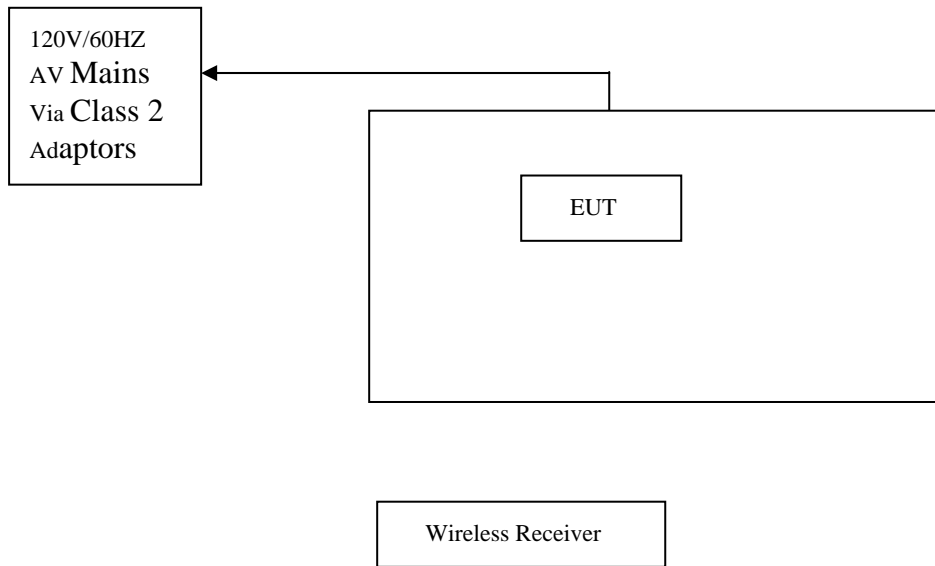 120V/60HZ
AV Mains
Via Class 2
Adaptors
EUT
Wireless Receiver